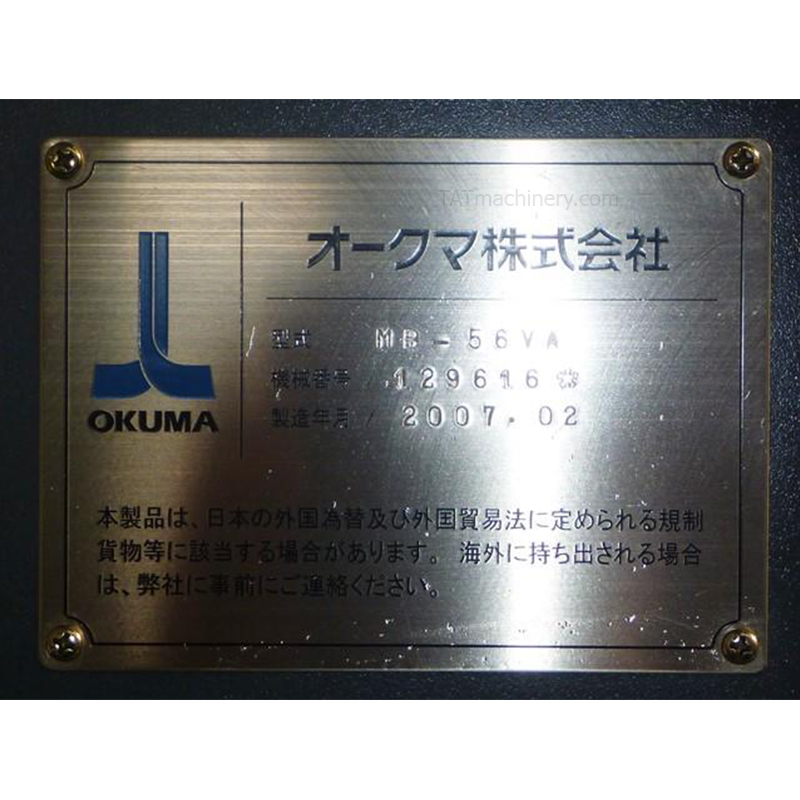 TATmachinery.com
オークマ株式会社
型式 MB-56VA
機械番号 129616
製造年月 2007.02
OKUMA
本製品は、日本の外国為替及び外国貿易法に定められる規制
貨物等に該当する場合があります。 海外に持ち出される場合
は、弊社に事前にご連絡ください。